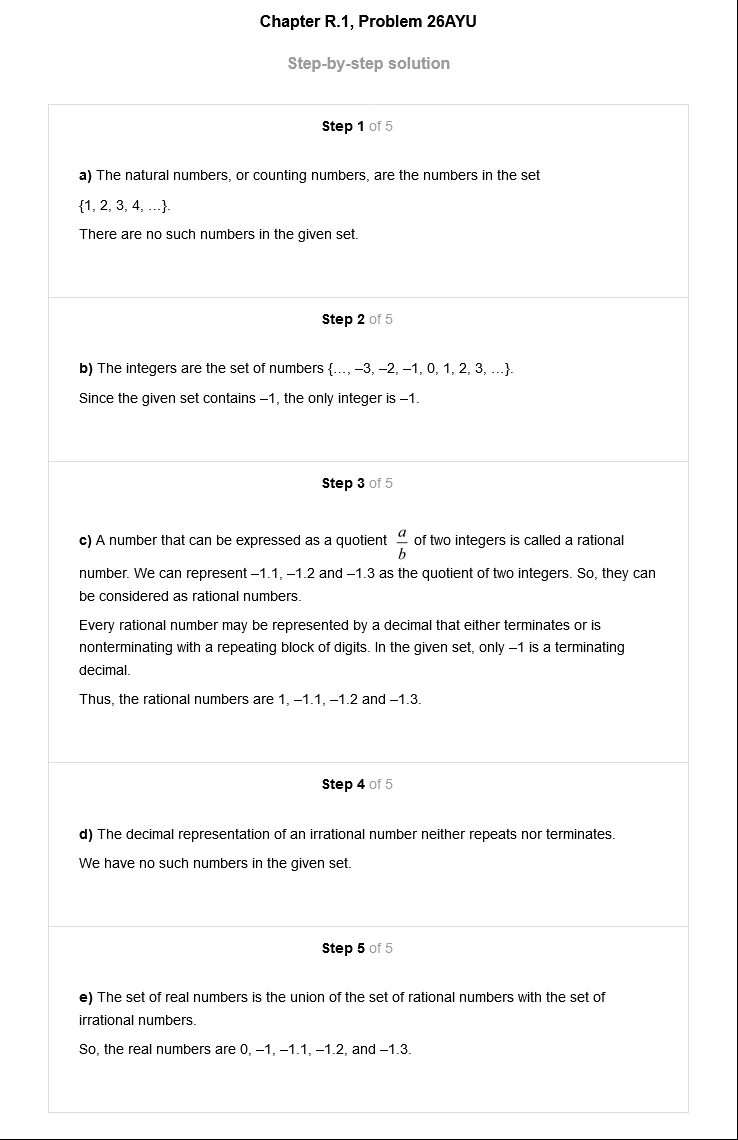 Chapter R.1, Problem 26AYU
Step-by-step solution
Step 1 of 5
a) The natural numbers, or counting numbers, are the numbers in the set
{1, 2, 3, 4, …}.
There are no such numbers in the given set.
Step 2 of 5
b) The integers are the set of numbers {…, –3, –2, –1, 0, 1, 2, 3, …}.
Since the given set contains –1, the only integer is –1.
Step 3 of 5
c) A number that can be expressed as a quotient a/b of two integers is called a rational
number. We can represent –1.1, –1.2 and –1.3 as the quotient of two integers. So, they can
be considered as rational numbers.
Every rational number may be represented by a decimal that either terminates or is
nonterminating with a repeating block of digits. In the given set, only –1 is a terminating
decimal.
Thus, the rational numbers are 1, –1.1, –1.2 and –1.3.
Step 4 of 5
d) The decimal representation of an irrational number neither repeats nor terminates.
We have no such numbers in the given set.
Step 5 of 5
e) The set of real numbers is the union of the set of rational numbers with the set of
irrational numbers.
So, the real numbers are 0, –1, –1.1, –1.2, and –1.3.